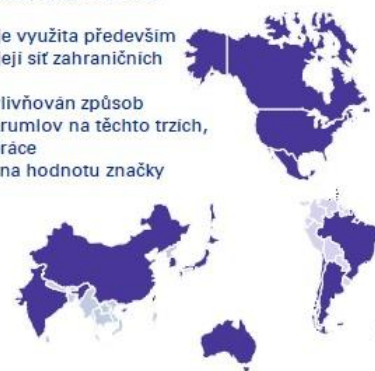 e využita především
její síť zahraničních
livňován způsob
rumlov na těchto trzích,
ráce
na hodnotu značky